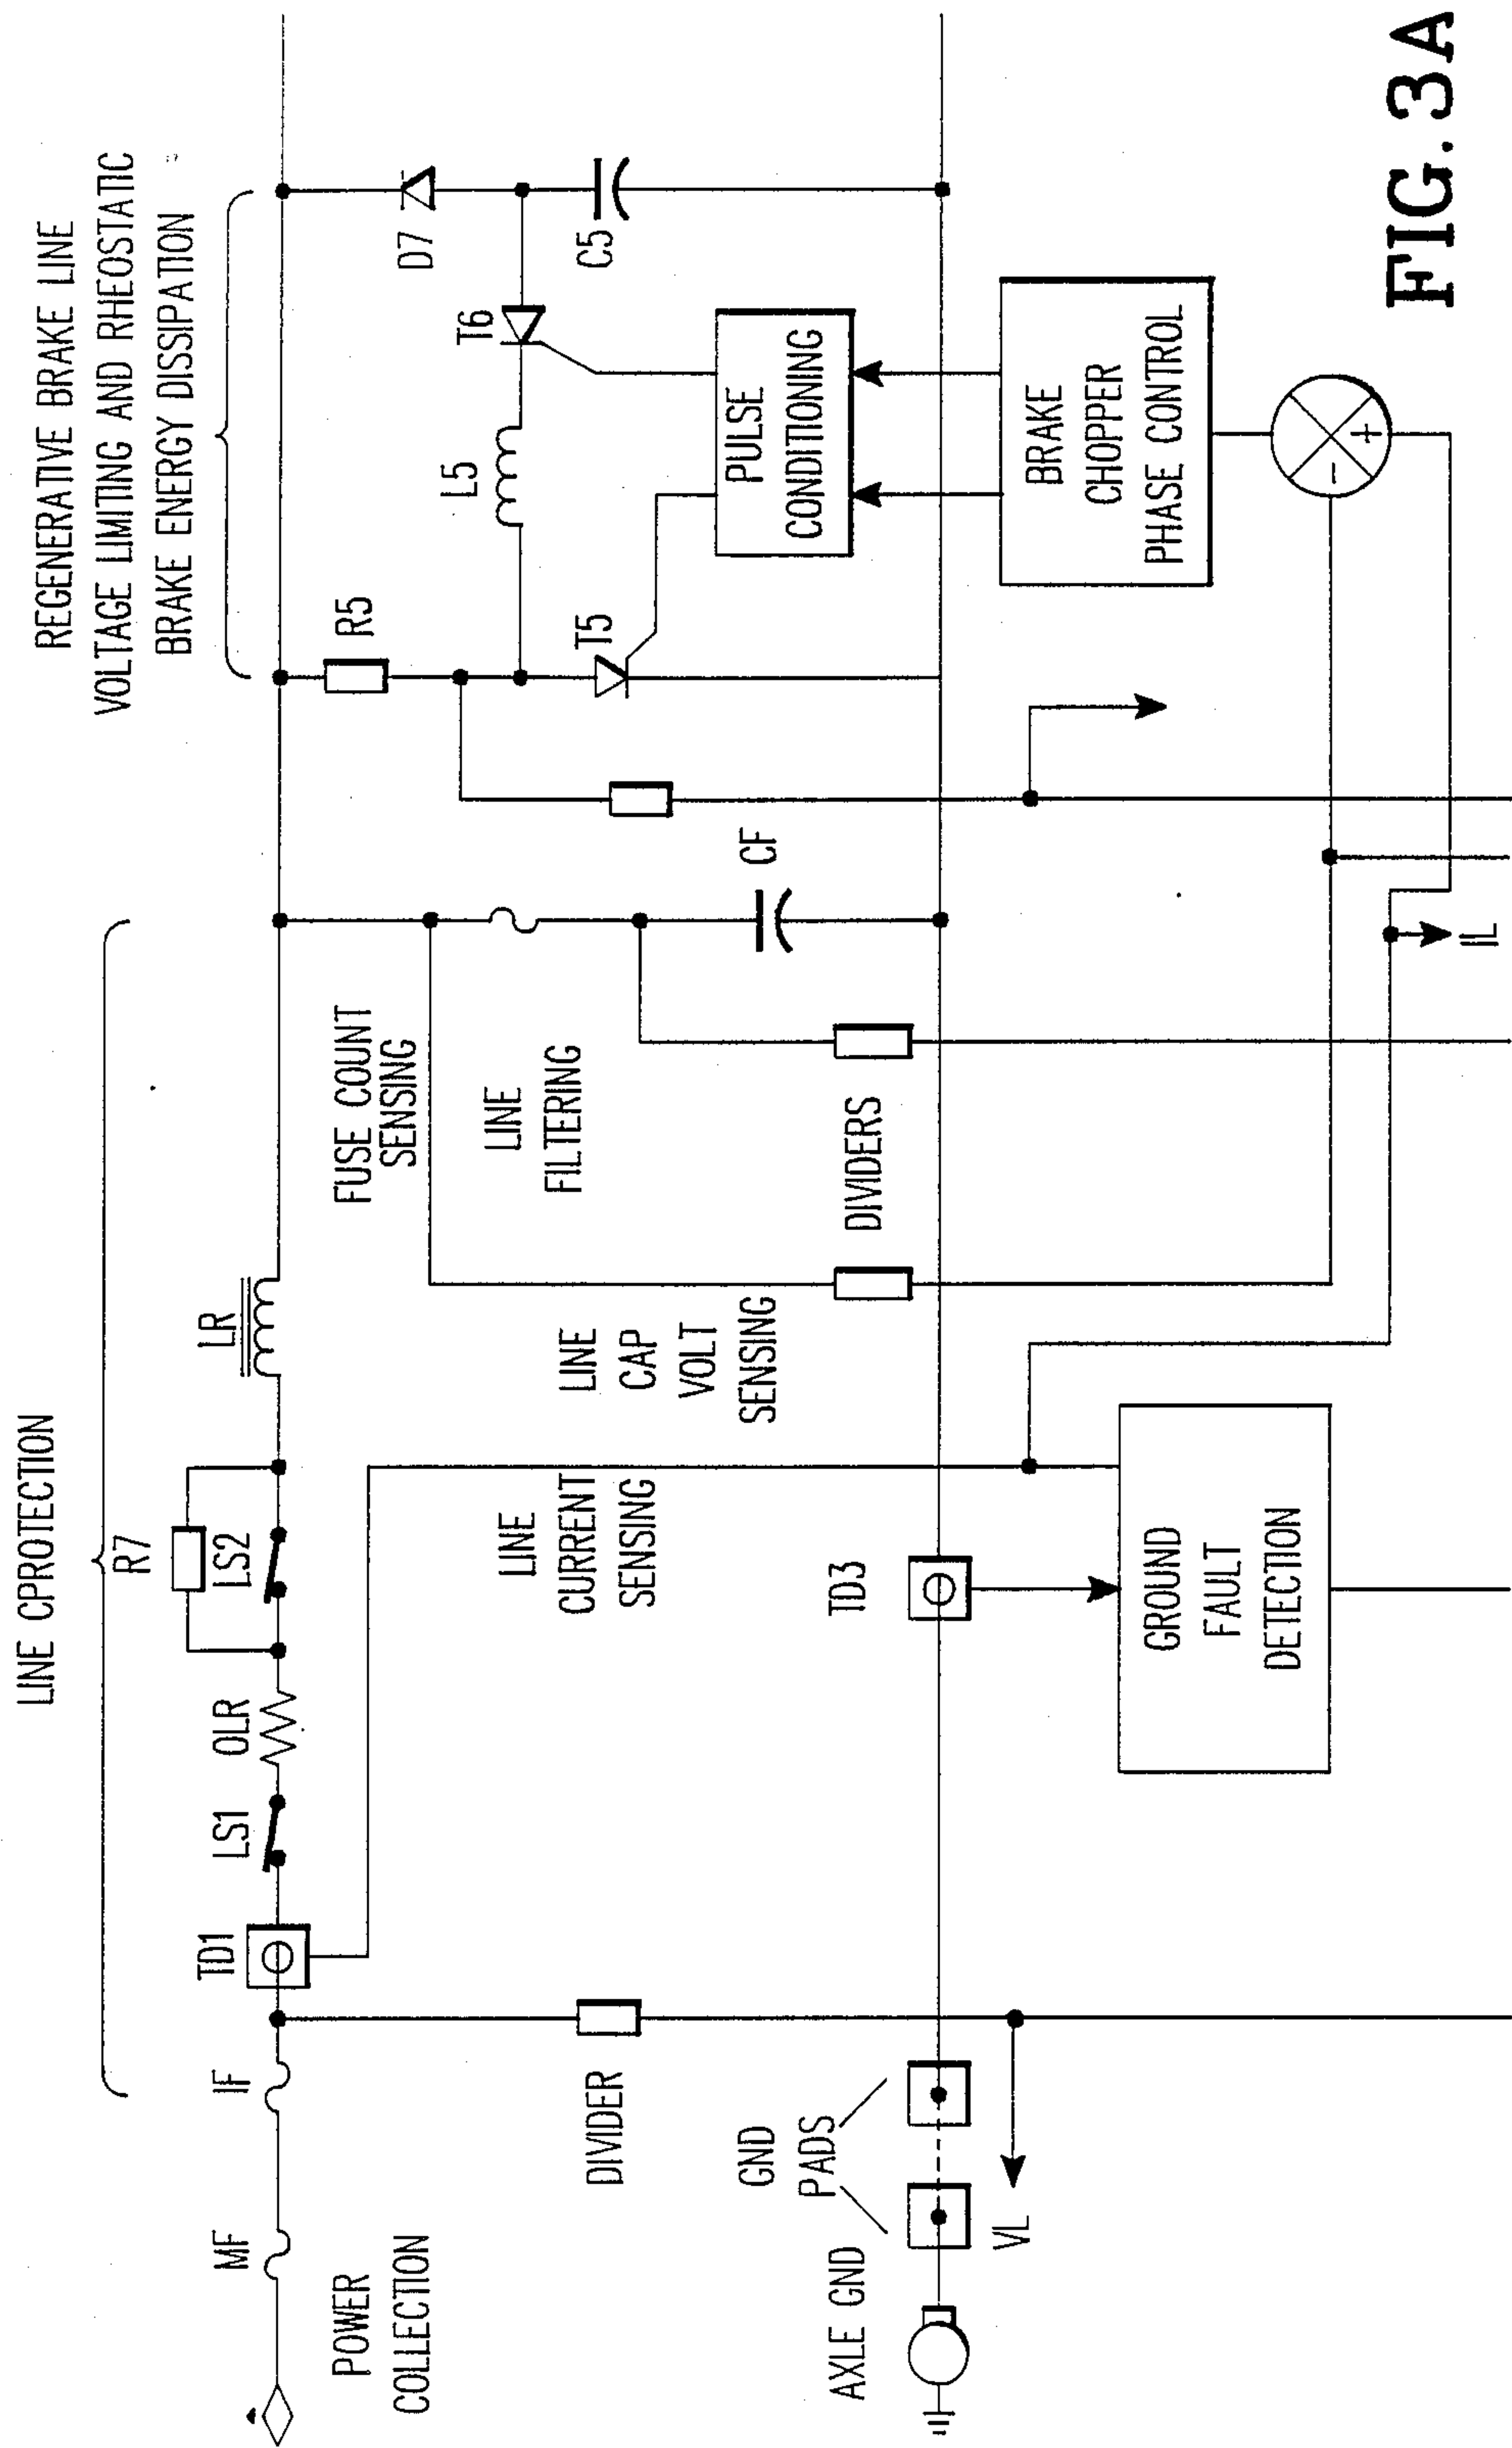 LINE CPROTECTION
REGENERATIVE BRAKE LINE
VOLTAGE LIMITING AND RHEOSTATIC
BRAKE ENERGY DISSIPATION
R7
MF
IF
TD1
LS1
OLR
LS2
LR
POWER
COLLECTION
FUSE COUNT
SENSING
LINE
FILTERING
R5
D7
L5
T6
T5
C5
LINE
CURRENT
SENSING
LINE
CAP
VOLT
SENSING
DIVIDER
CF
PULSE
CONDITIONING
GND
PADS
AXLE GND
TD3
DIVIDERS
VL
GROUND
FAULT
DETECTION
BRAKE
CHOPPER
PHASE CONTROL
-
+
IL
FIG. 3A